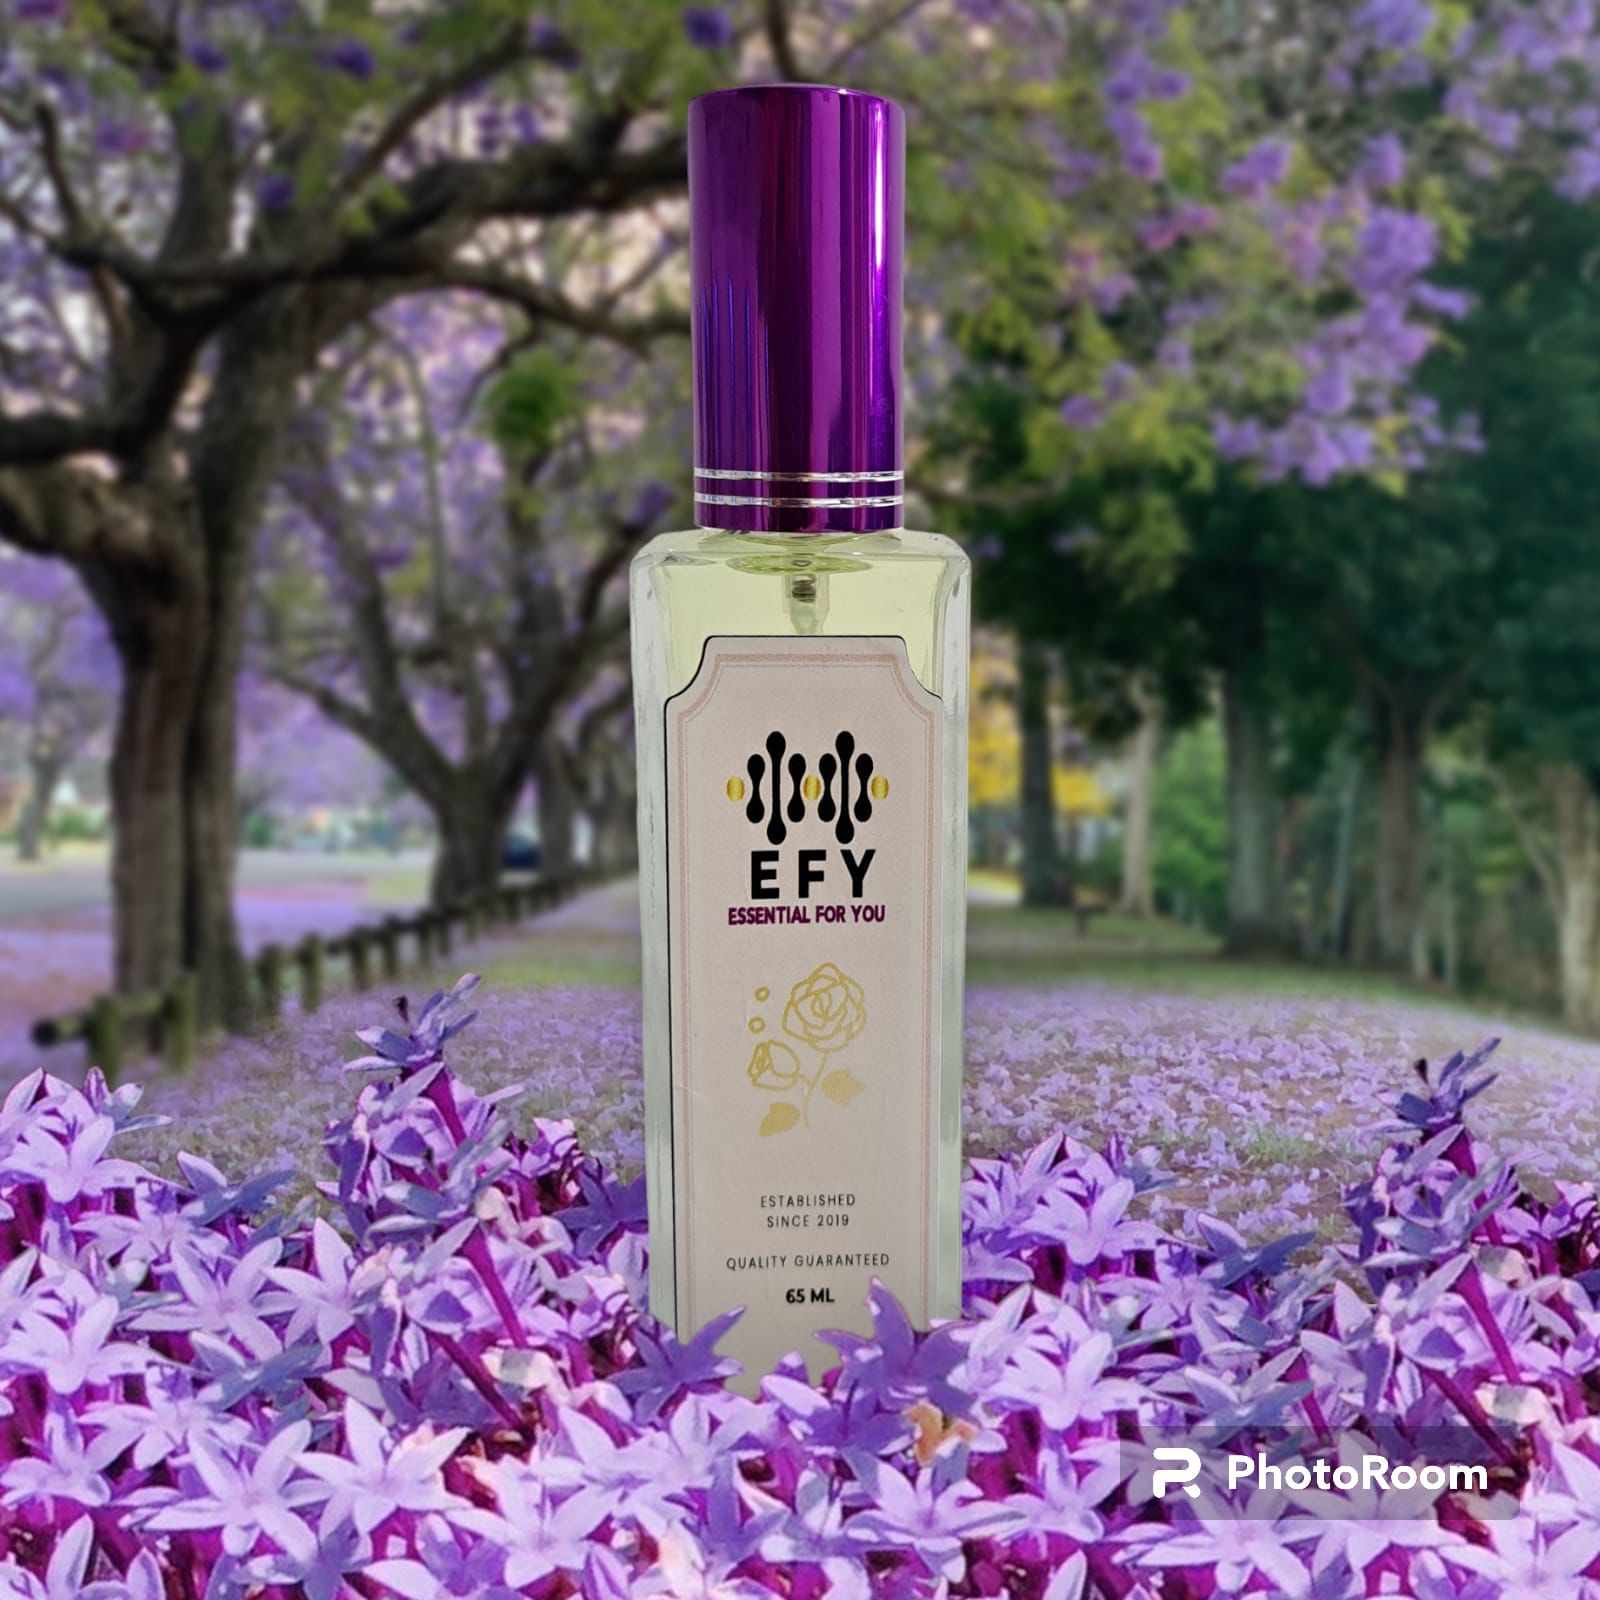 EFY
ESSENTIAL FOR YOU
ESTABLISHED
SINCE 2019
QUALITY GUARANTEED
65 ML
PhotoRoom